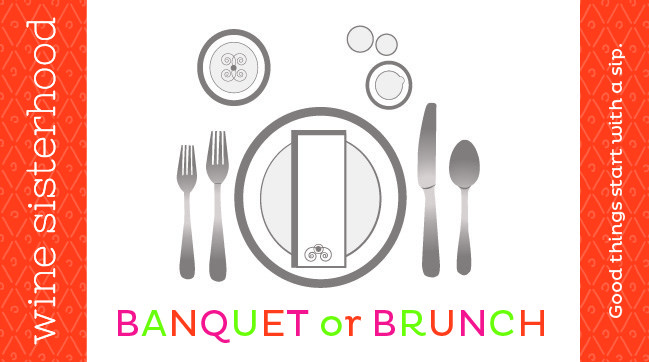 wine sisterhood
BANQUET or BRUNCH
Good things start with a sip.